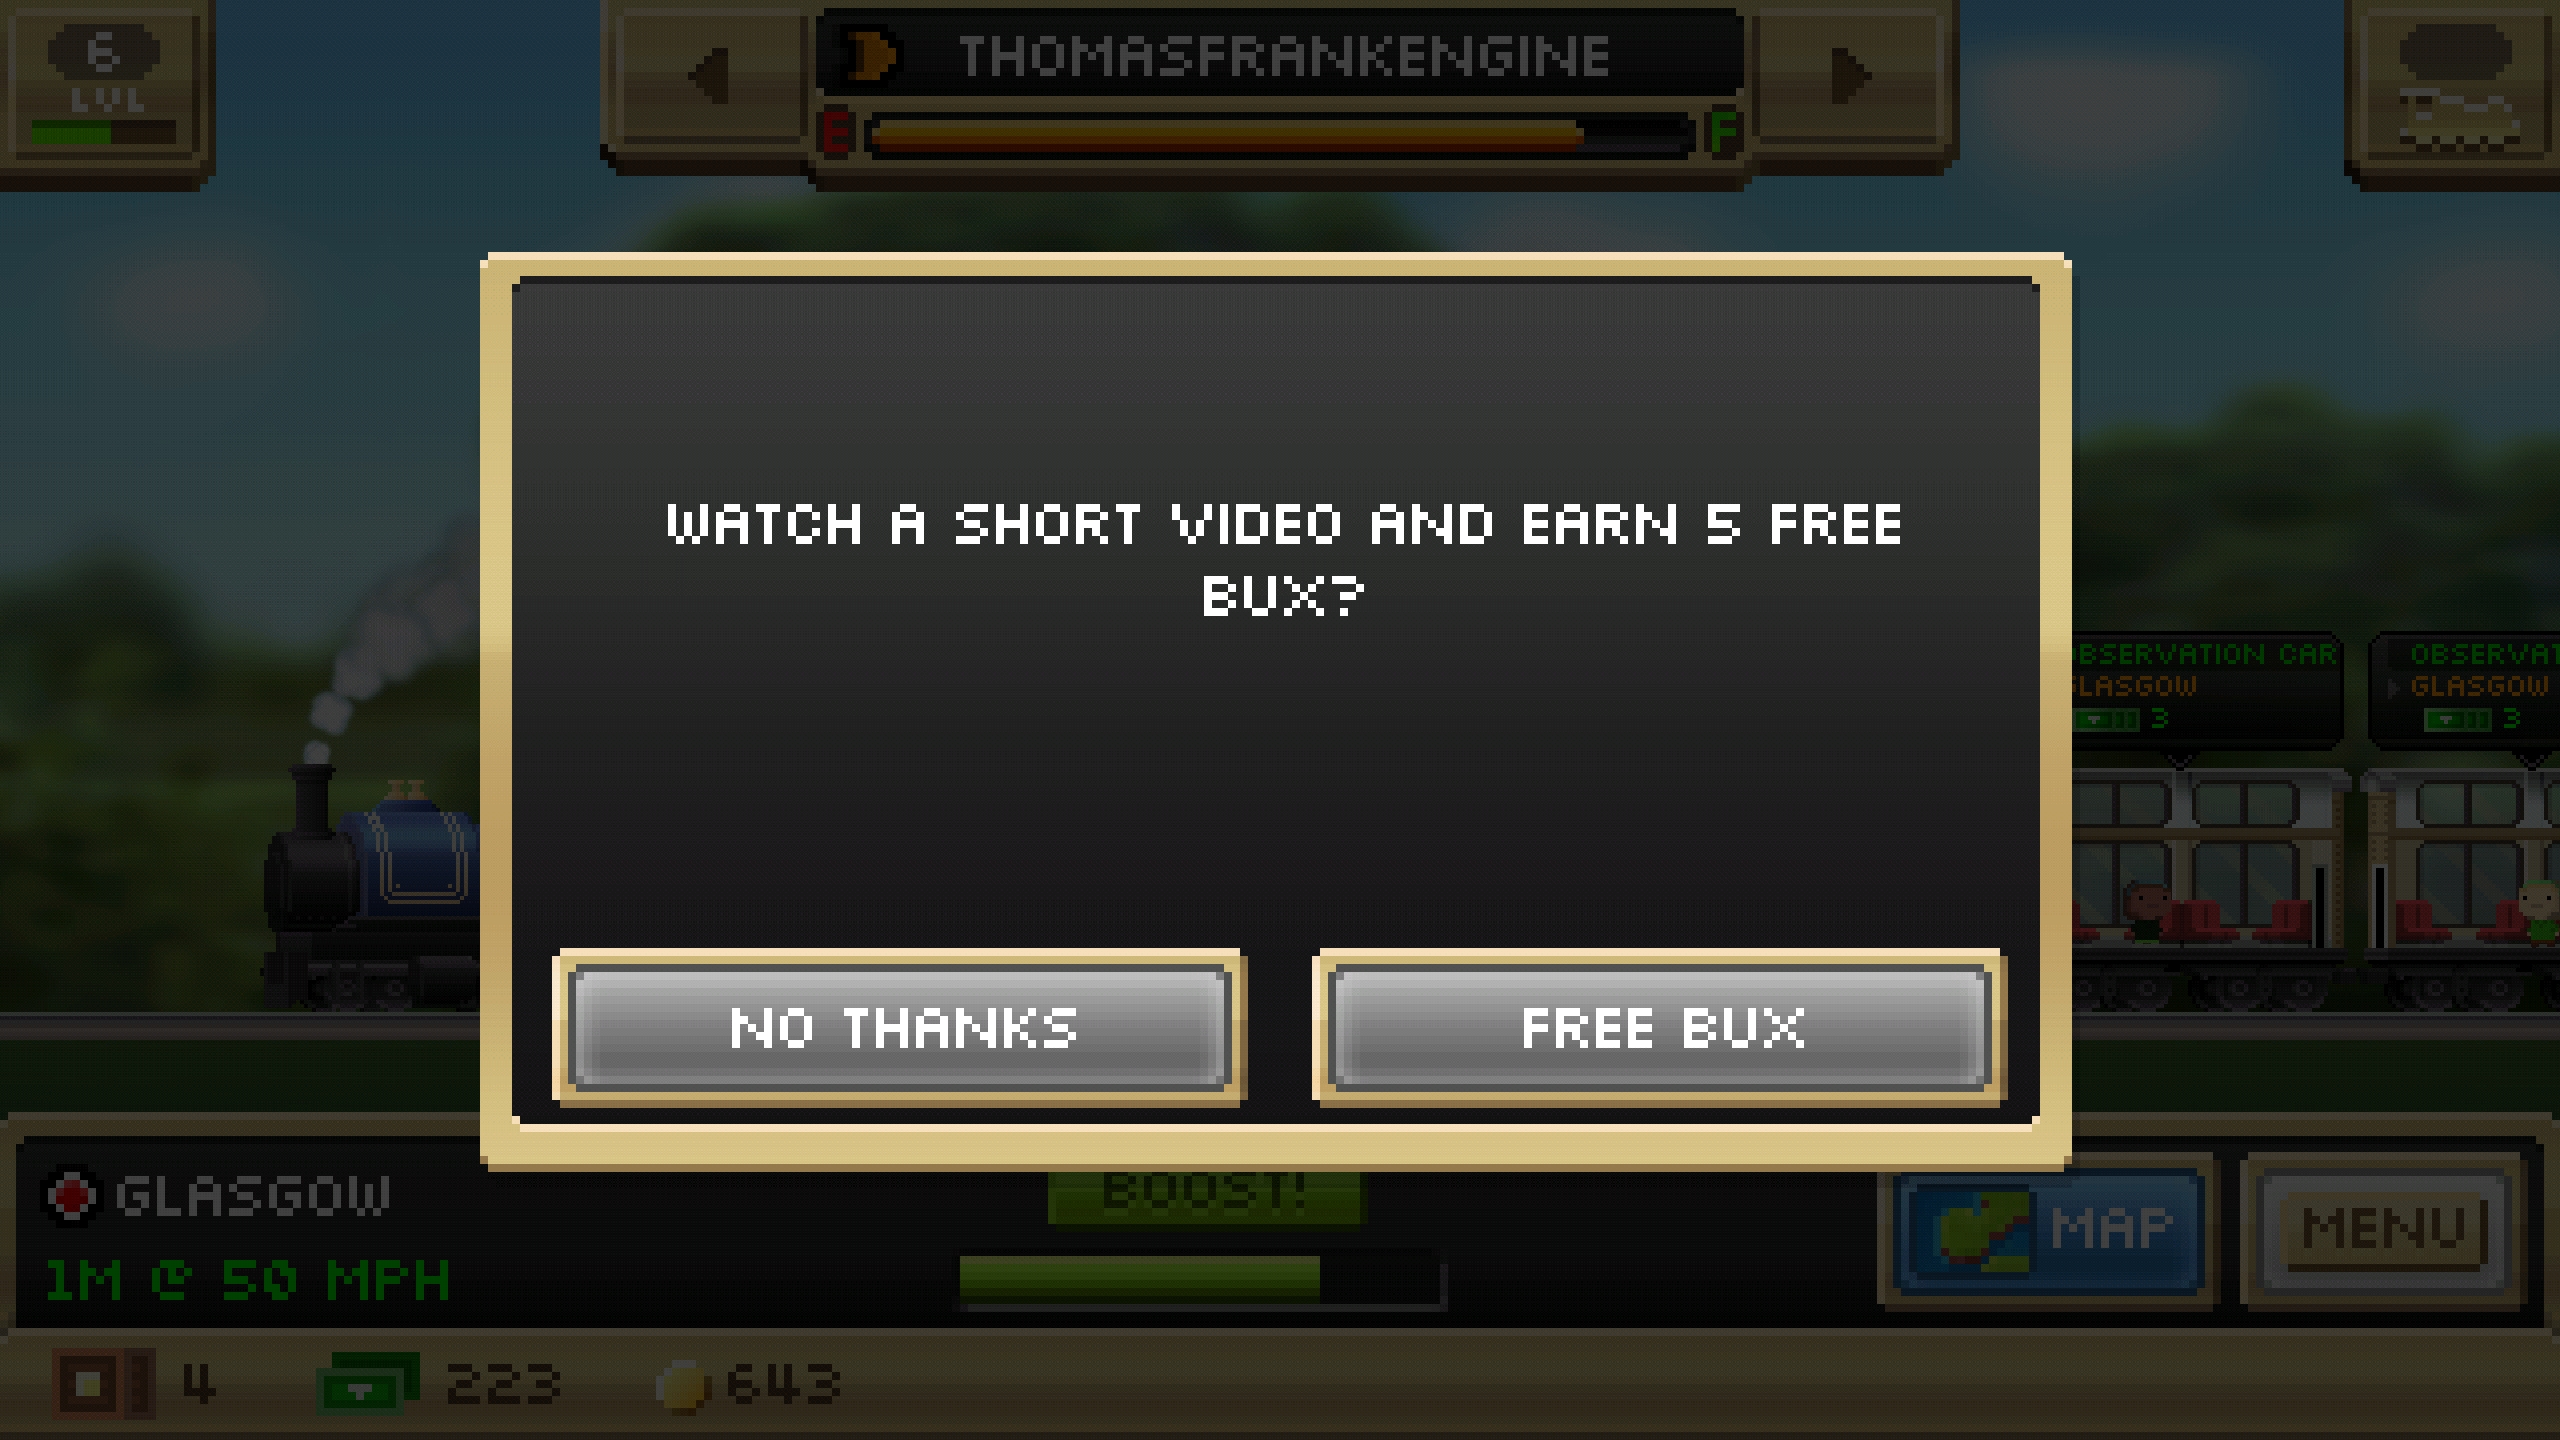 6
LVL
THOMASFRANKENGINE
E F
WATCH A SHORT VIDEO AND EARN 5 FREE
BUX?
OBSERVATION CAR
GLASGOW
3
OBSERVAT
GLASGOW
3
NO THANKS
FREE BUX
GLASGOW
1M @ 50 MPH
BOOST!
MAP
MENU
4 223 643